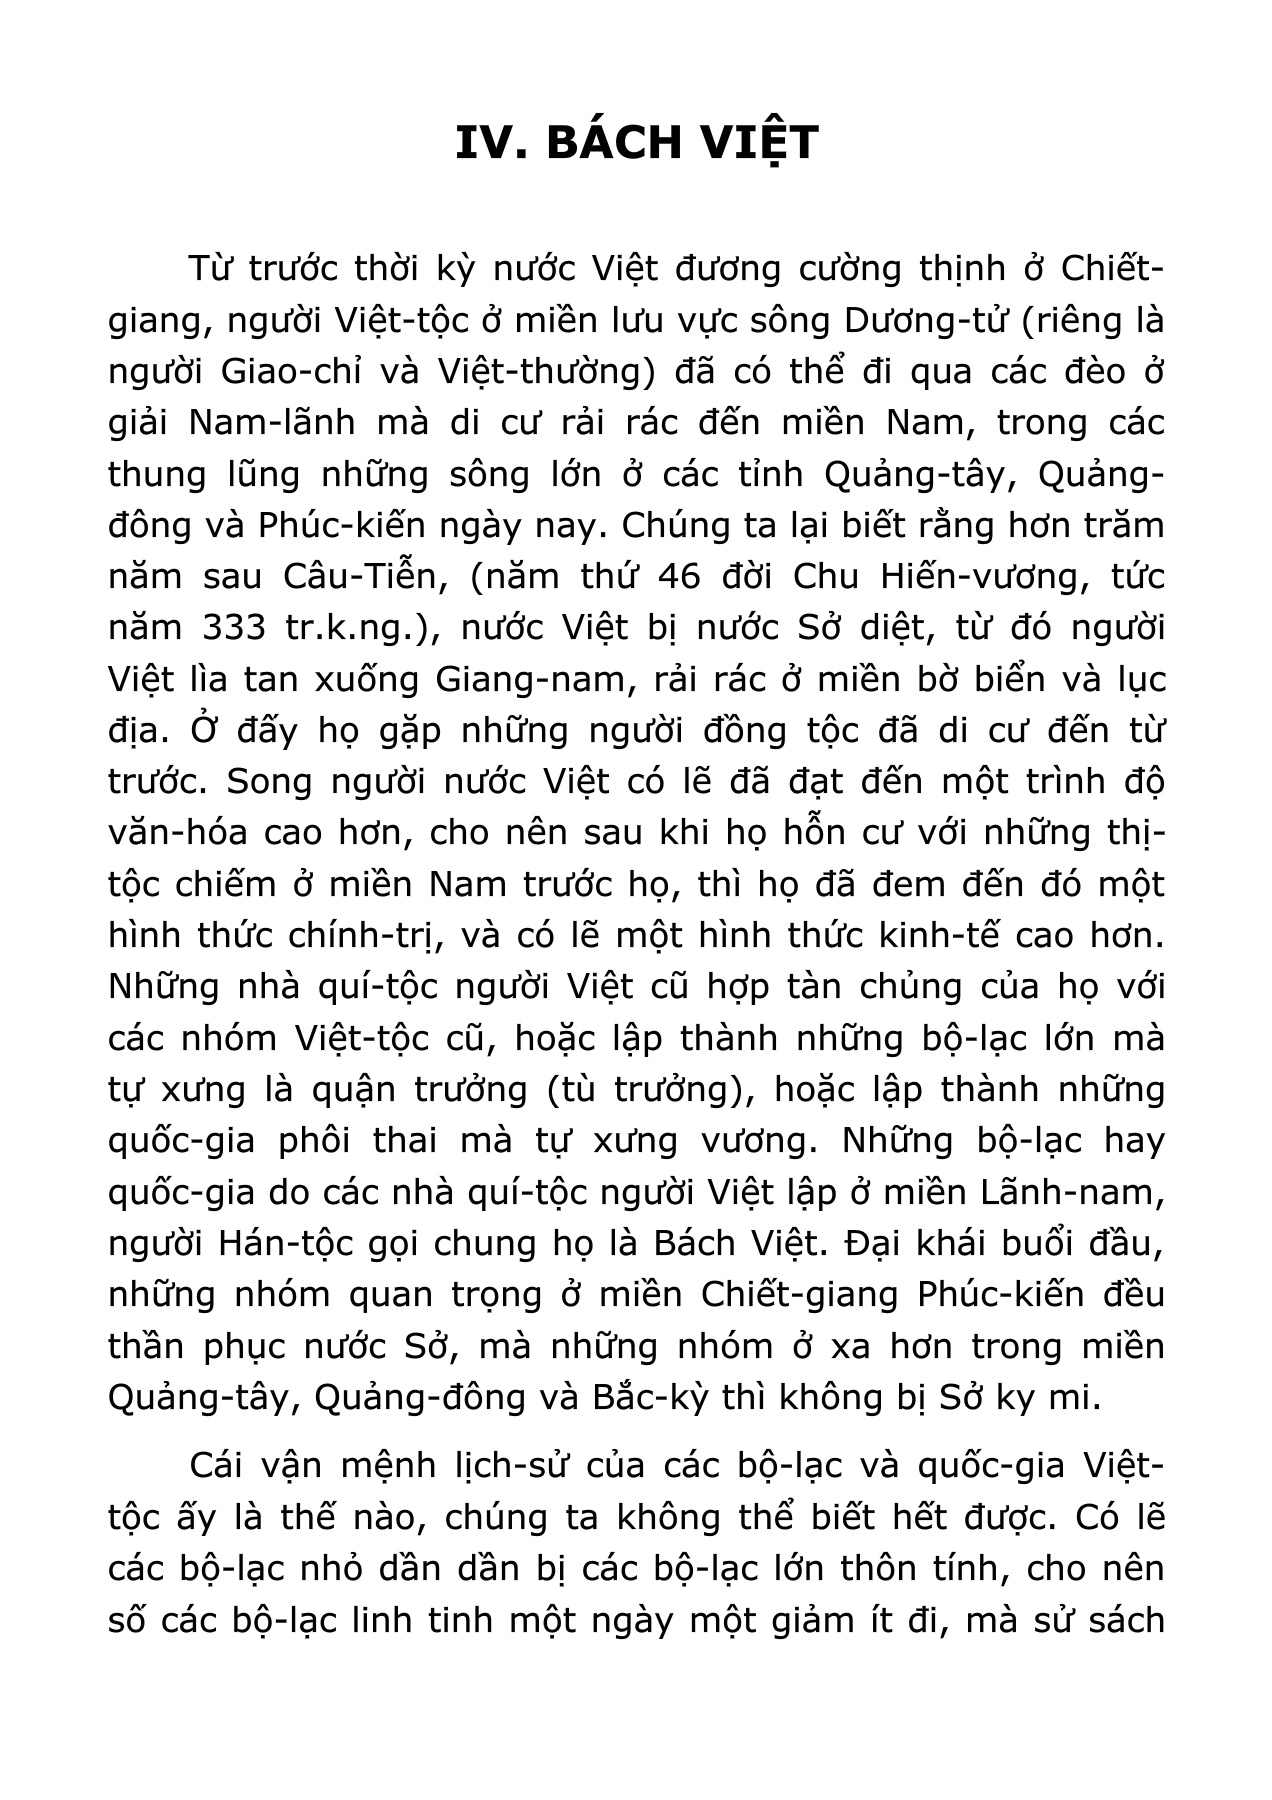 IV. BÁCH VIỆT
Từ trước thời kỳ nước Việt đương cường thịnh ở Chiết-
giang, người Việt-tộc ở miền lưu vực sông Dương-tử (riêng là
người Giao-chỉ và Việt-thường) đã có thể đi qua các đèo ở
giải Nam-lãnh mà di cư rải rác đến miền Nam, trong các
thung lũng những sông lớn ở các tỉnh Quảng-tây, Quảng-
đông và Phúc-kiến ngày nay. Chúng ta lại biết rằng hơn trăm
năm sau Câu-Tiễn, (năm thứ 46 đời Chu Hiến-vương, tức
năm 333 tr.k.ng.), nước Việt bị nước Sở diệt, từ đó người
Việt lìa tan xuống Giang-nam, rải rác ở miền bờ biển và lục
địa. Ở đấy họ gặp những người đồng tộc đã di cư đến từ
trước. Song người nước Việt có lẽ đã đạt đến một trình độ
văn-hóa cao hơn, cho nên sau khi họ hỗn cư với những thị-
tộc chiếm ở miền Nam trước họ, thì họ đã đem đến đó một
hình thức chính-trị, và có lẽ một hình thức kinh-tế cao hơn.
Những nhà quí-tộc người Việt cũ hợp tàn chủng của họ với
các nhóm Việt-tộc cũ, hoặc lập thành những bộ-lạc lớn mà
tự xưng là quận trưởng (tù trưởng), hoặc lập thành những
quốc-gia phôi thai mà tự xưng vương. Những bộ-lạc hay
quốc-gia do các nhà quí-tộc người Việt lập ở miền Lãnh-nam,
người Hán-tộc gọi chung họ là Bách Việt. Đại khái buổi đầu,
những nhóm quan trọng ở miền Chiết-giang Phúc-kiến đều
thần phục nước Sở, mà những nhóm ở xa hơn trong miền
Quảng-tây, Quảng-đông và Bắc-kỳ thì không bị Sở ky mi.
Cái vận mệnh lịch-sử của các bộ-lạc và quốc-gia Việt-
tộc ấy là thế nào, chúng ta không thể biết hết được. Có lẽ
các bộ-lạc nhỏ dần dần bị các bộ-lạc lớn thôn tính, cho nên
số các bộ-lạc linh tinh một ngày một giảm ít đi, mà sử sách